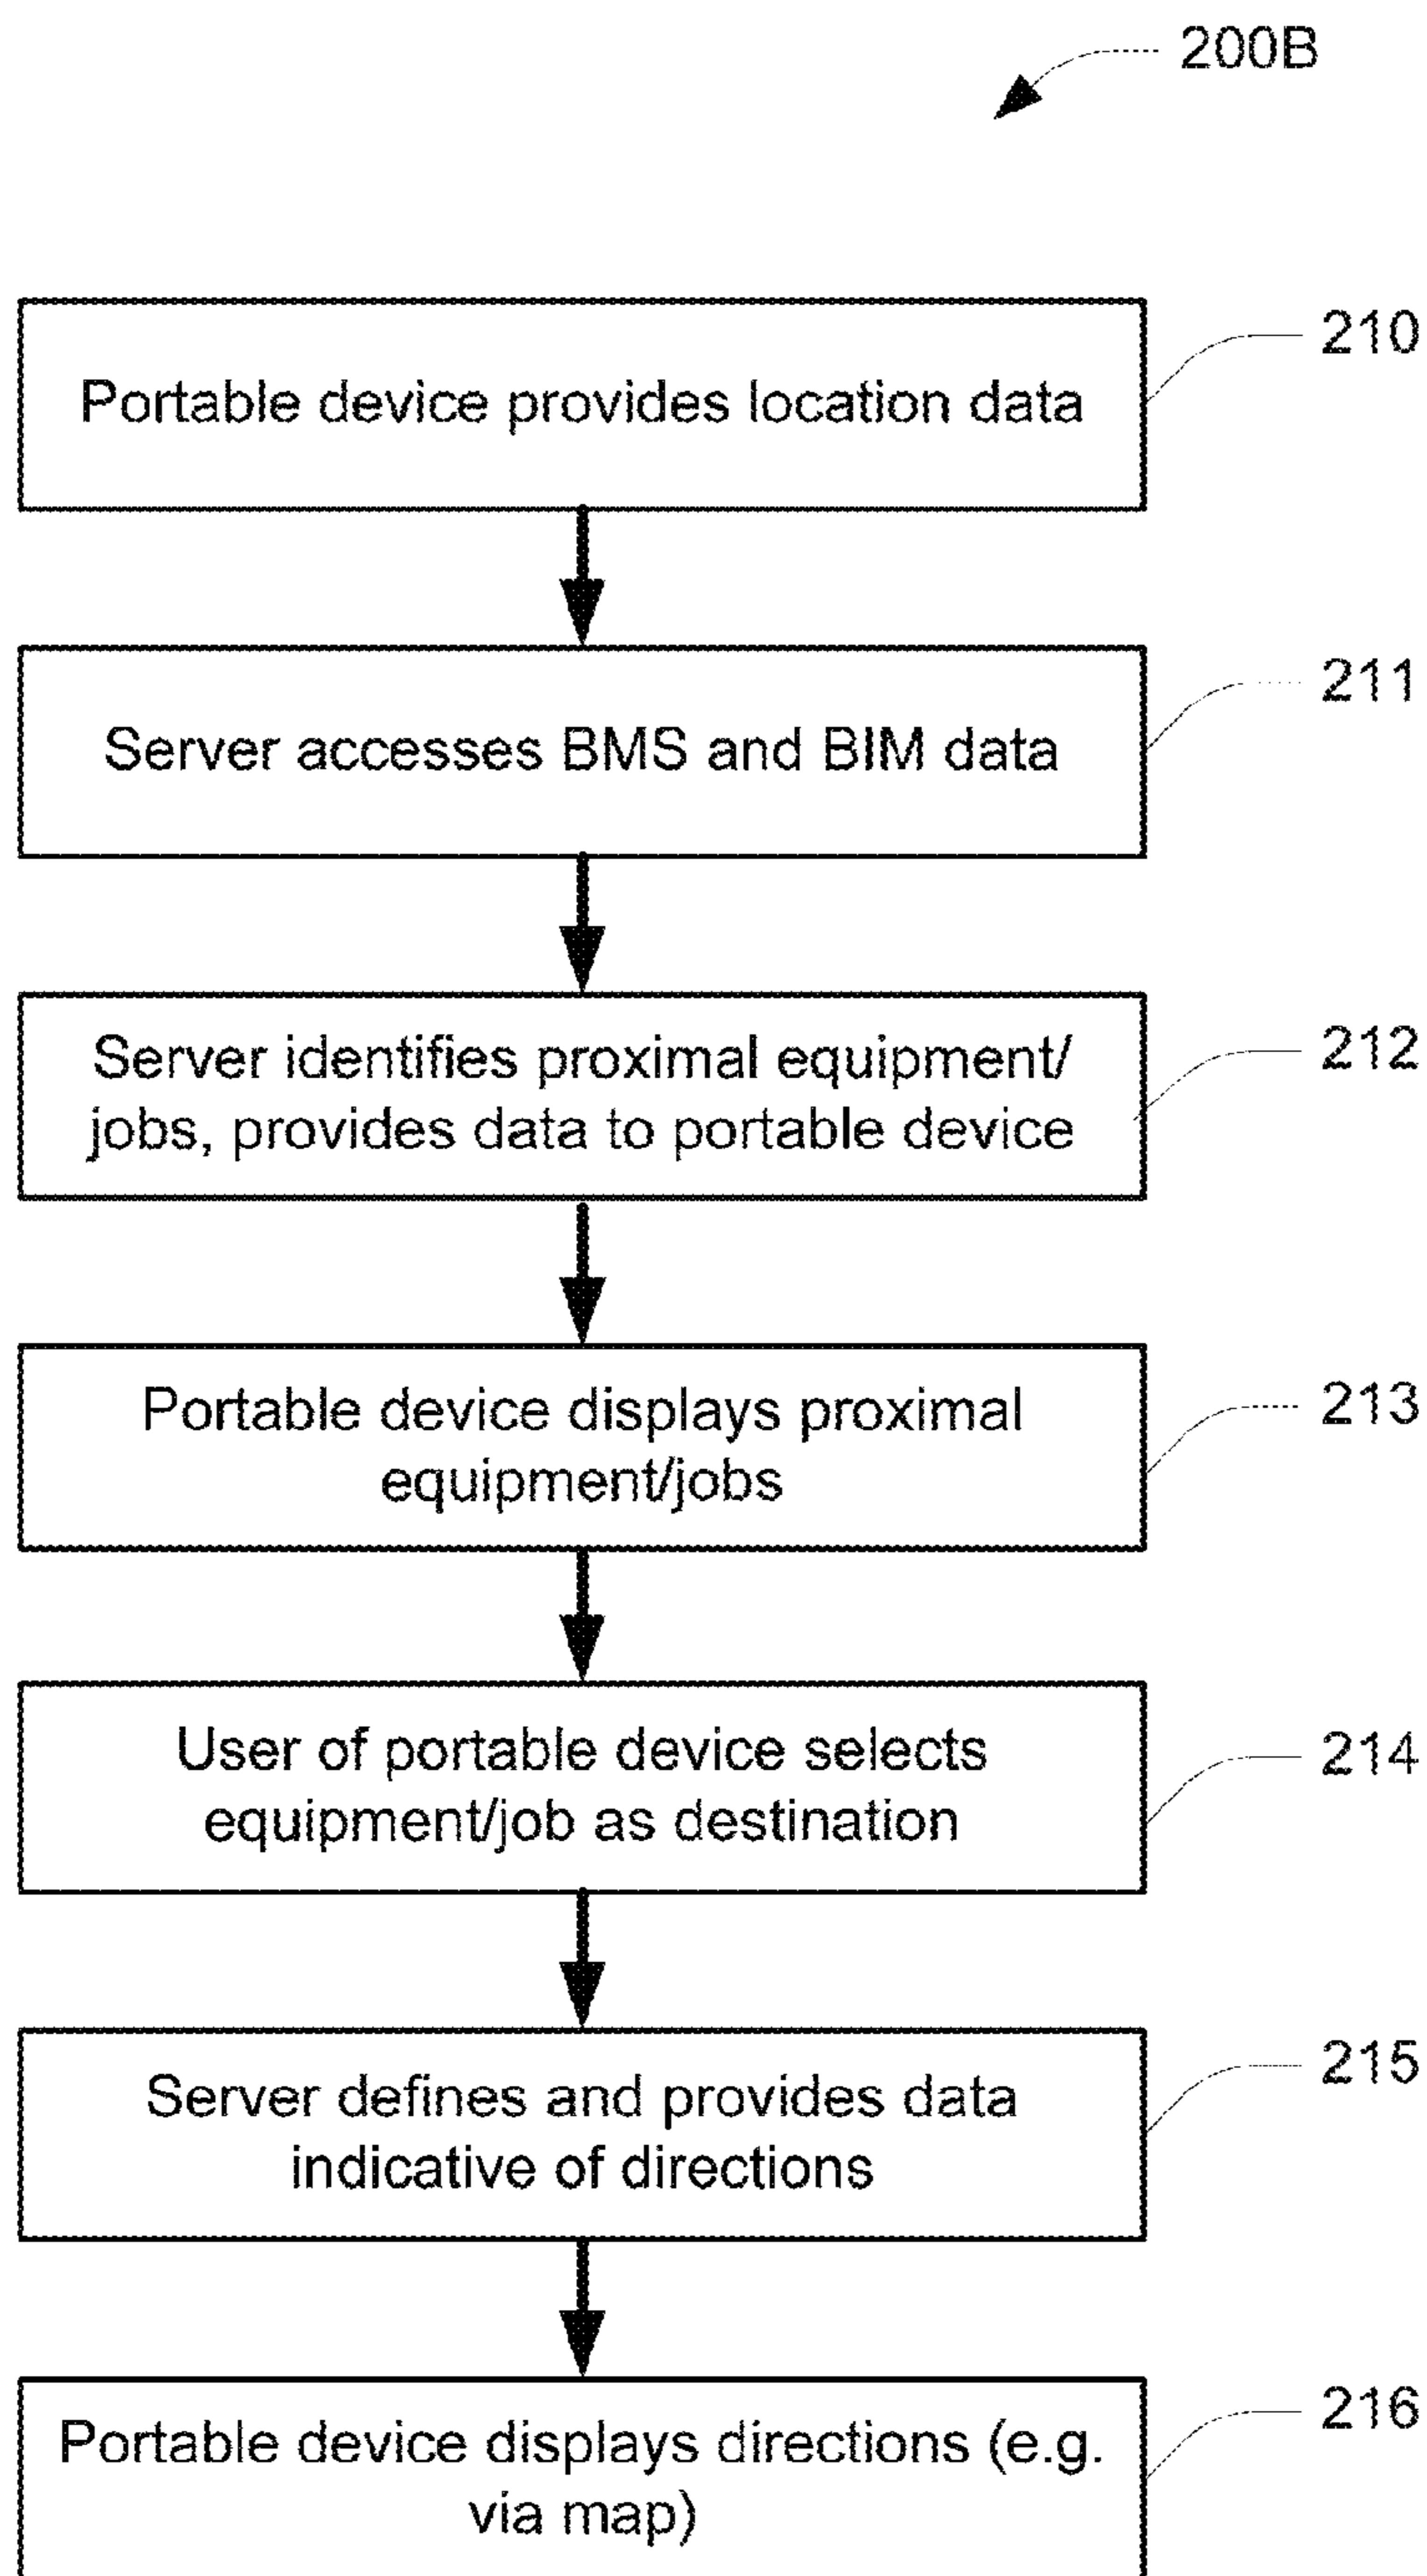 200B
Portable device provides location data
210
Server accesses BMS and BIM data
211
Server identifies proximal equipment/
jobs, provides data to portable device
212
Portable device displays proximal
equipment/jobs
213
User of portable device selects
equipment/job as destination
214
Server defines and provides data
indicative of directions
215
Portable device displays directions (e.g.
via map)
216